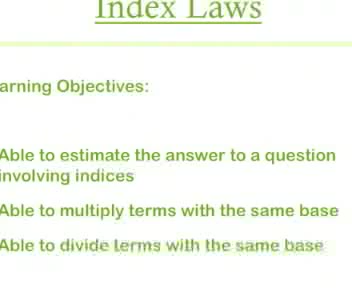 Index Laws
arning Objectives:
Able to estimate the answer to a question
involving indices
Able to multiply terms with the same base
Able to divide terms with the same base